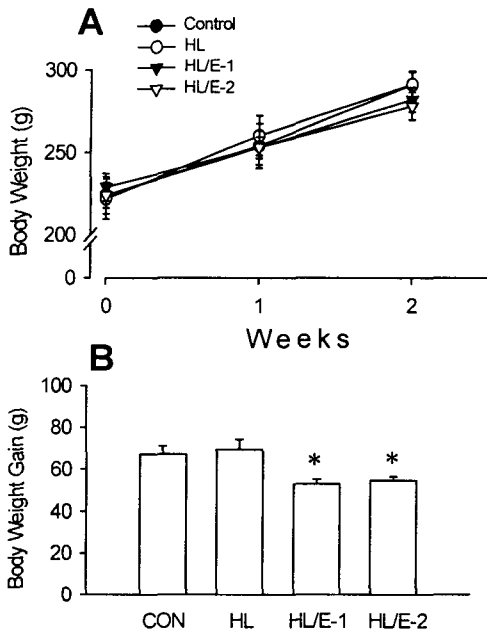 A
Control
HL
HL/E-1
HL/E-2
Body Weight (g)
300
250
200
0
0 1 2
Weeks
B
Body Weight Gain (g)
100
80
60
40
20
0
* *
CON HL HL/E-1 HL/E-2